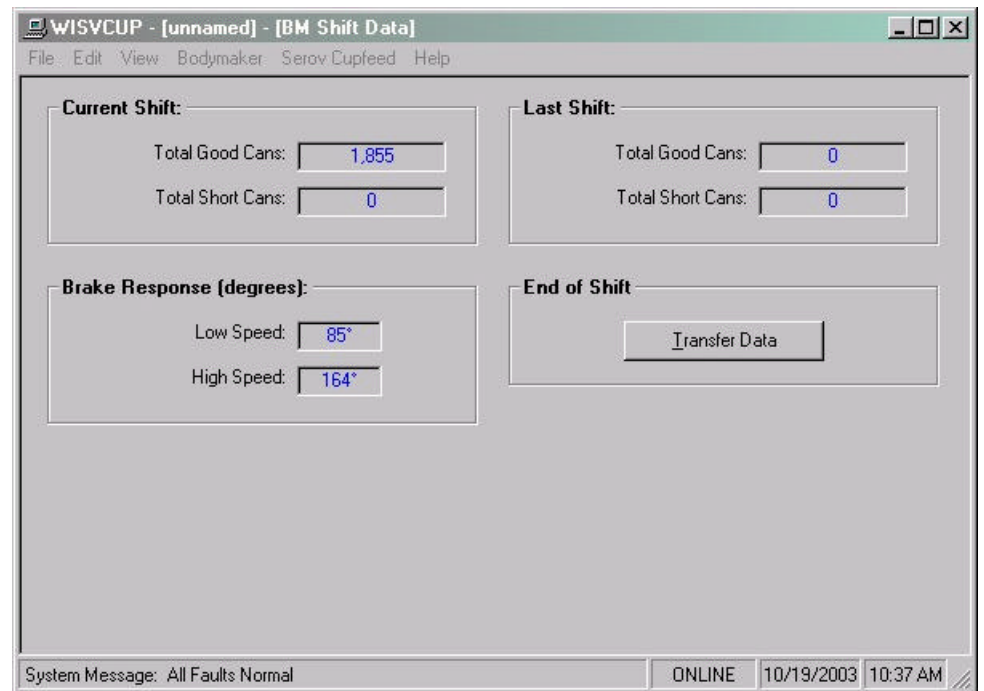 WISVCUP - [unnamed] - [BM Shift Data]
File Edit View Bodymaker Serov Cupfeed Help
Current Shift:
Total Good Cans: 1,855
Total Short Cans: 0
Last Shift:
Total Good Cans: 0
Total Short Cans: 0
Brake Response (degrees):
Low Speed: 85°
High Speed: 164°
End of Shift
Transfer Data
System Message: All Faults Normal
ONLINE 10/19/2003 10:37 AM